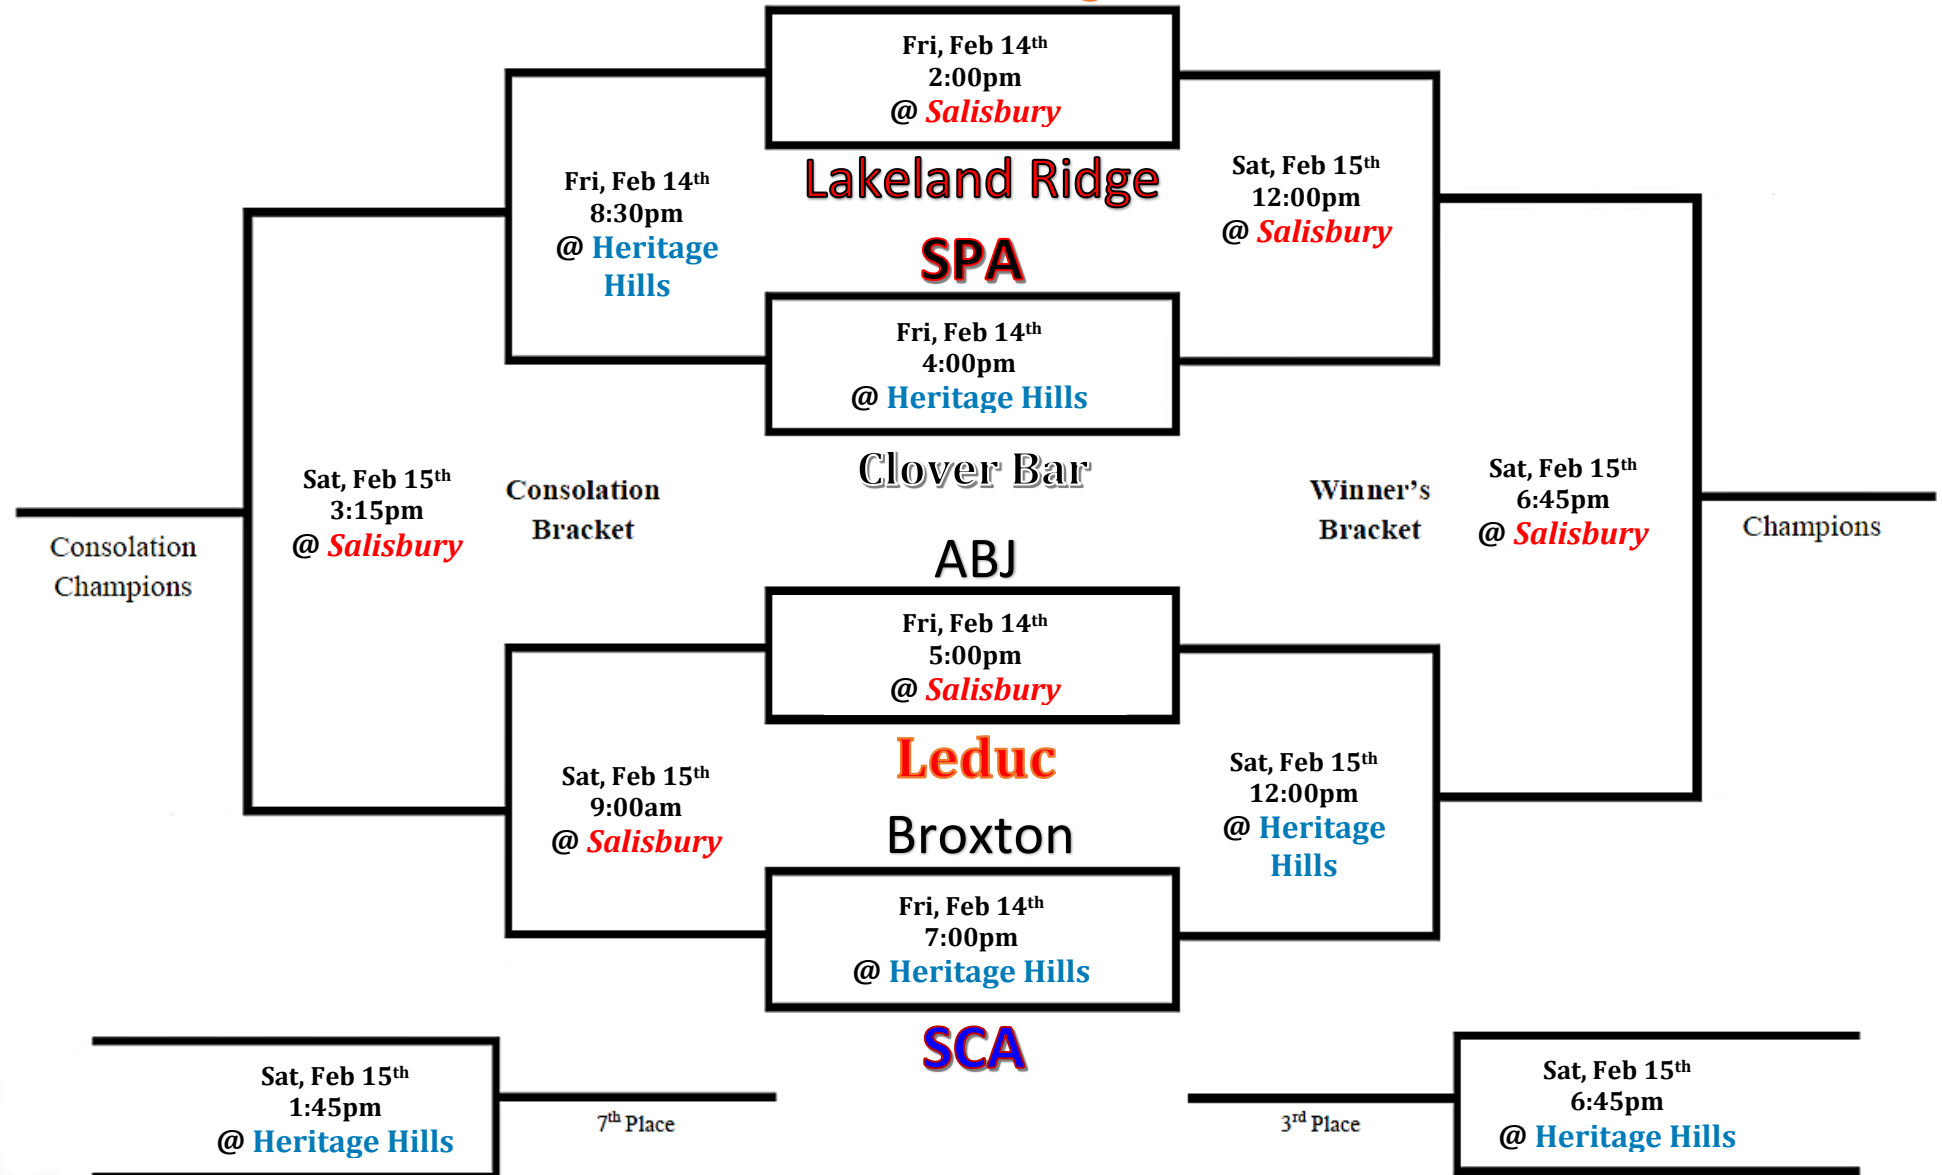 Fri, Feb 14th
2:00pm
@ Salisbury
Lakeland Ridge
Fri, Feb 14th
8:30pm
@ Heritage
Hills
Sat, Feb 15th
12:00pm
@ Salisbury
SPA
Fri, Feb 14th
4:00pm
@ Heritage Hills
Clover Bar
Sat, Feb 15th
3:15pm
@ Salisbury
Consolation
Bracket
Winner's
Bracket
Sat, Feb 15th
6:45pm
@ Salisbury
Consolation
Champions
Champions
ABJ
Fri, Feb 14th
5:00pm
@ Salisbury
Leduc
Sat, Feb 15th
9:00am
@ Salisbury
Sat, Feb 15th
12:00pm
@ Heritage
Hills
Broxton
Fri, Feb 14th
7:00pm
@ Heritage Hills
SCA
Sat, Feb 15th
1:45pm
@ Heritage Hills
7th Place
3rd Place
Sat, Feb 15th
6:45pm
@ Heritage Hills